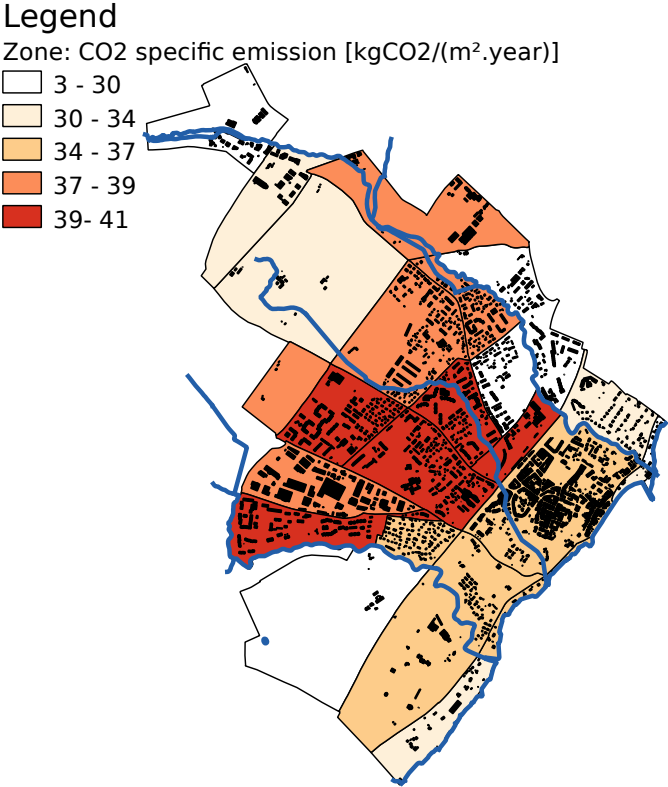 Legend
Zone: CO2 specific emission [kgCO2/(m².year)]
3 - 30
30 - 34
34 - 37
37 - 39
39- 41